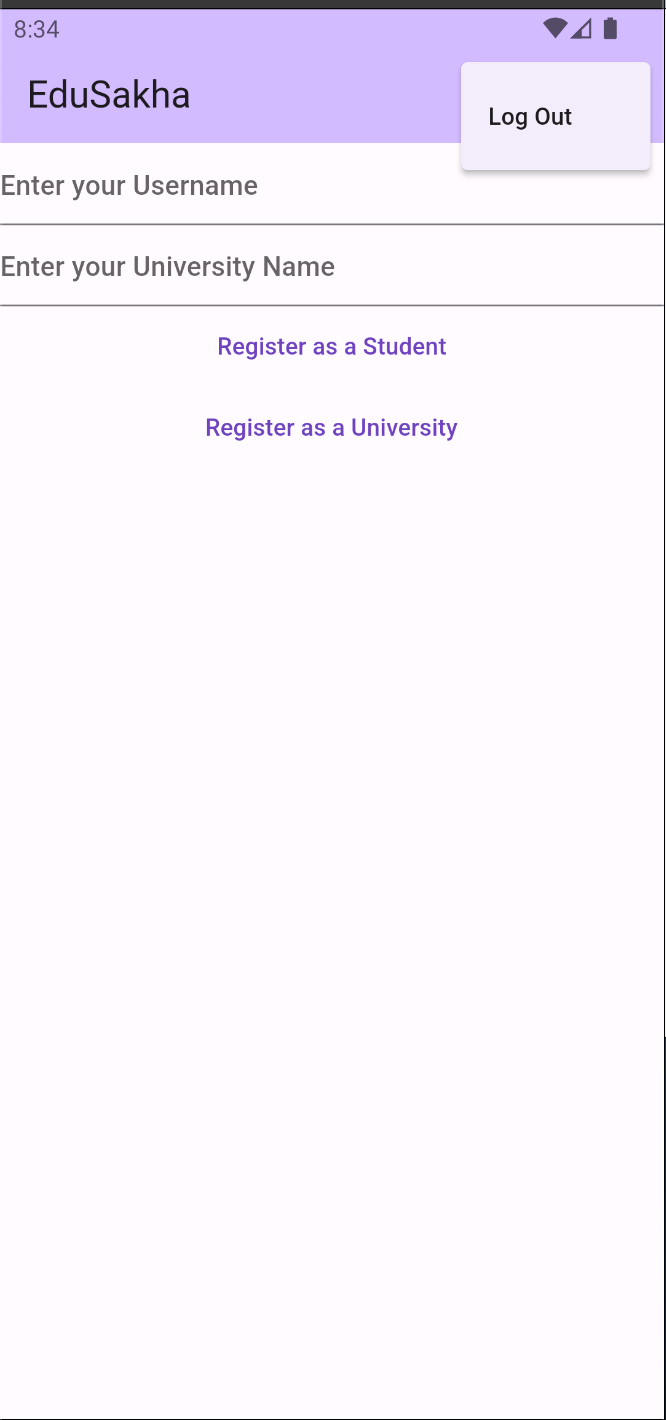 8:34
EduSakha
Log Out
Enter your Username
Enter your University Name
Register as a Student
Register as a University